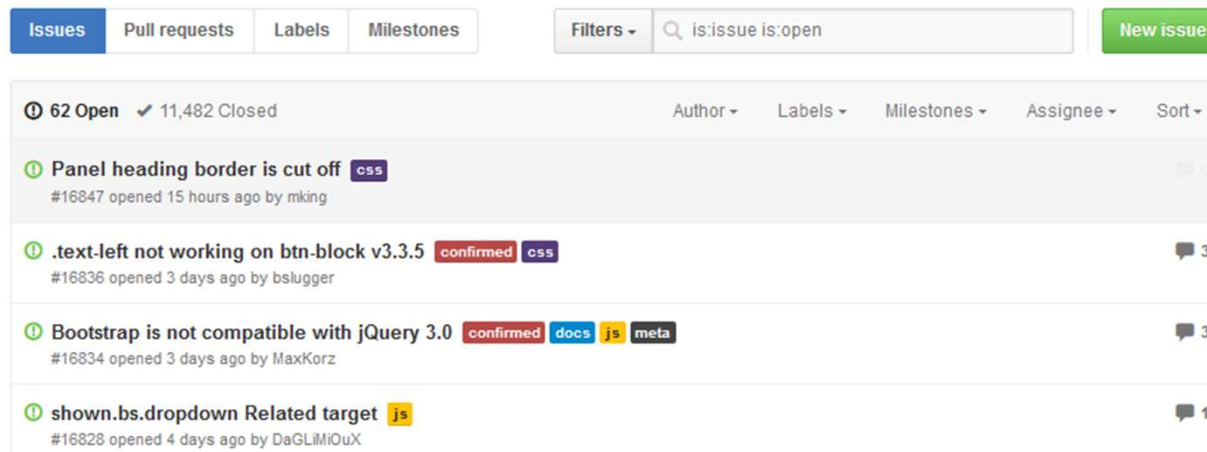 Issues Pull requests Labels Milestones Filters is:issue is:open New issue
62 Open 11,482 Closed Author Labels Milestones Assignee Sort
Panel heading border is cut off css
#16847 opened 15 hours ago by mking
.text-left not working on btn-block v3.3.5 confirmed css 3
#16836 opened 3 days ago by bslugger
Bootstrap is not compatible with jQuery 3.0 confirmed docs js meta 3
#16834 opened 3 days ago by MaxKorz
shown.bs.dropdown Related target js 1
#16828 opened 4 days ago by DaGLiMiOuX